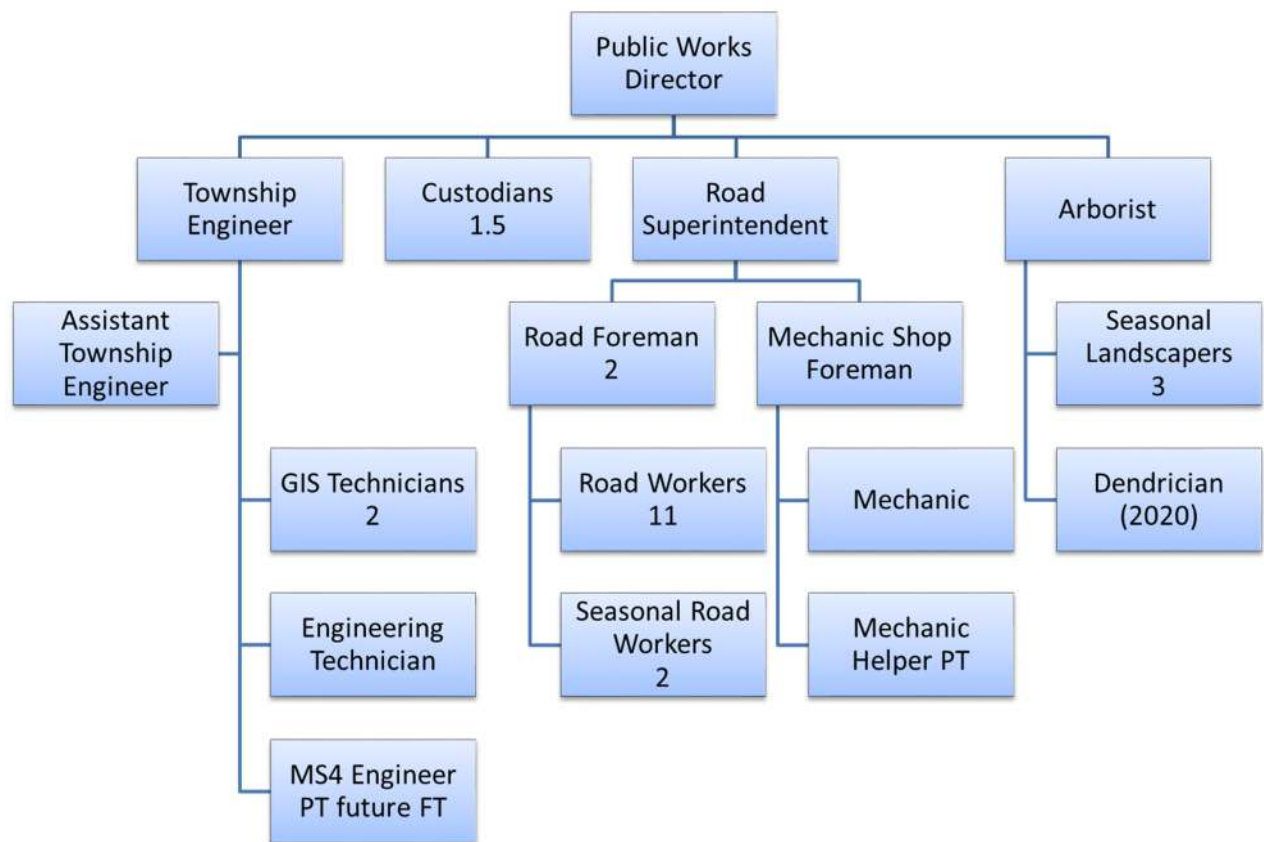 Public Works
Director
Township
Engineer
Custodians
1.5
Road
Superintendent
Arborist
Assistant
Township
Engineer
Road Foreman
2
Mechanic Shop
Foreman
Seasonal
Landscapers
3
GIS Technicians
2
Road Workers
11
Mechanic
Dendrician
(2020)
Engineering
Technician
Seasonal Road
Workers
2
Mechanic
Helper PT
MS4 Engineer
PT future FT